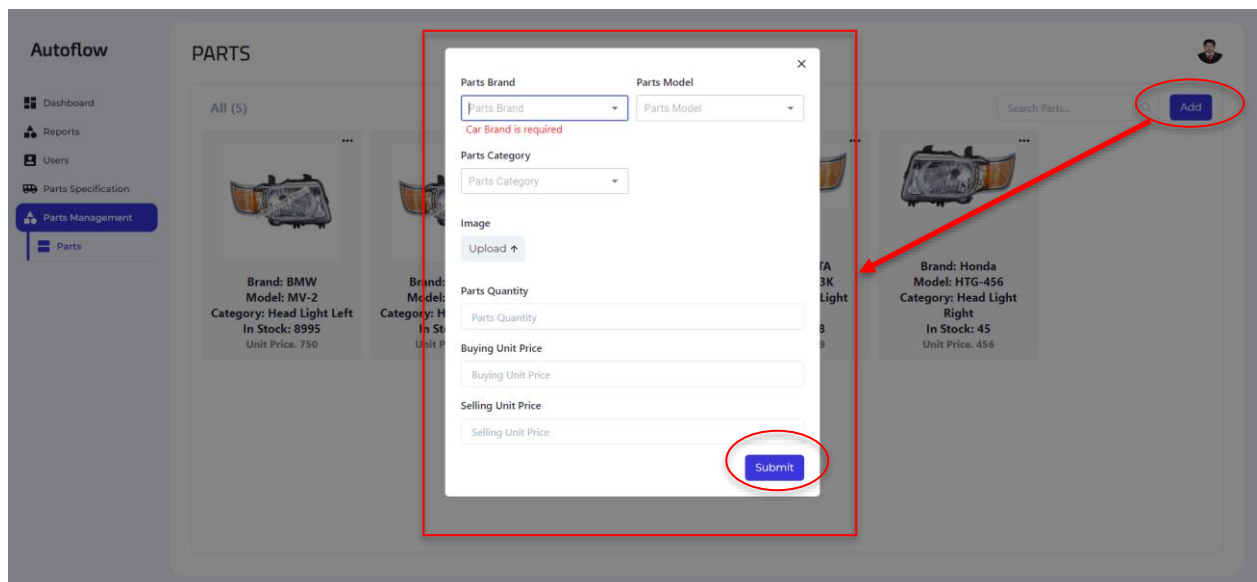 Autoflow
PARTS
Dashboard
Reports
Users
Parts Specification
Parts Management
Parts
All (5)
Search Parts...
Add
Brand: BMW
Model: MV-2
Category: Head Light Left
In Stock: 8995
Unit Price. 750
Brand:
Model:
Category: H
In St
Unit P
Parts Brand
Parts Model
Parts Brand
Parts Model
Car Brand is required
Parts Category
Parts Category
Image
Upload ↑
Parts Quantity
Parts Quantity
Buying Unit Price
Buying Unit Price
Selling Unit Price
Selling Unit Price
Submit
TA
3K
Light
Brand: Honda
Model: HTG-456
Category: Head Light
Right
In Stock: 45
Unit Price. 456